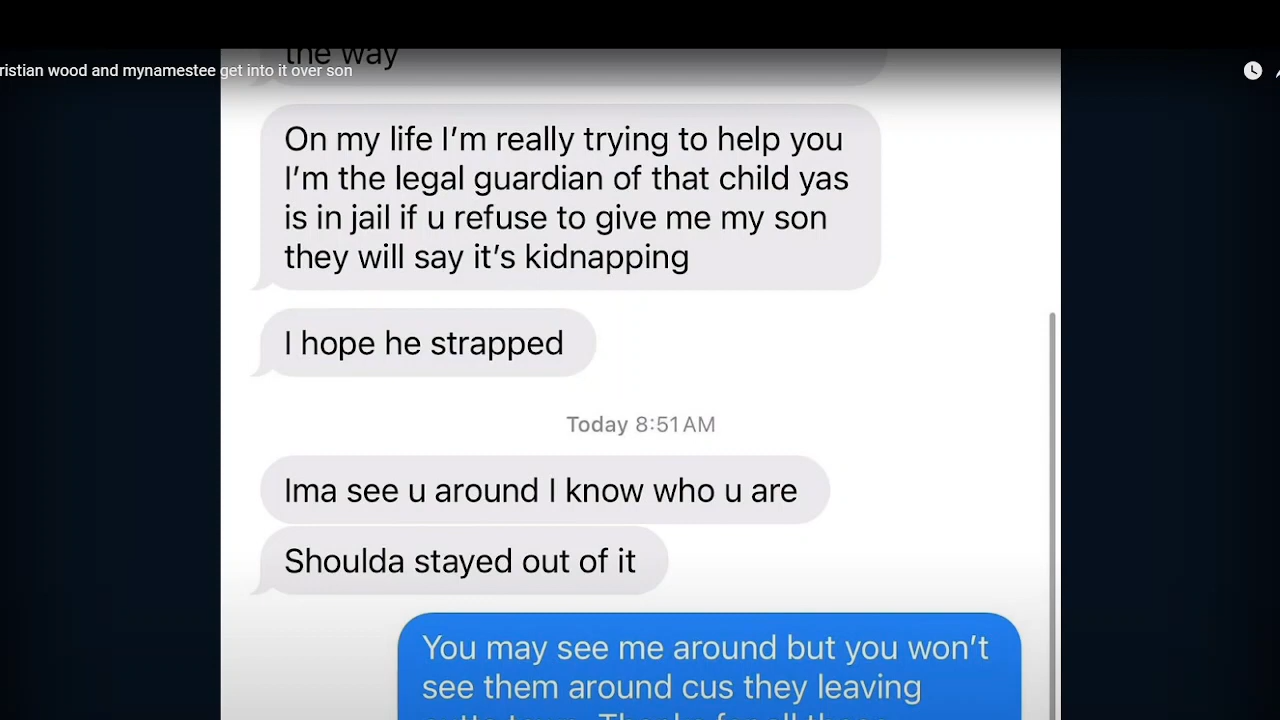 the way
ristian wood and mynamestee get into it over son
On my life I’m really trying to help you
I’m the legal guardian of that child yas
is in jail if u refuse to give me my son
they will say it’s kidnapping
I hope he strapped
Today 8:51 AM
Ima see u around I know who u are
Shoulda stayed out of it
You may see me around but you won’t
see them around cus they leaving